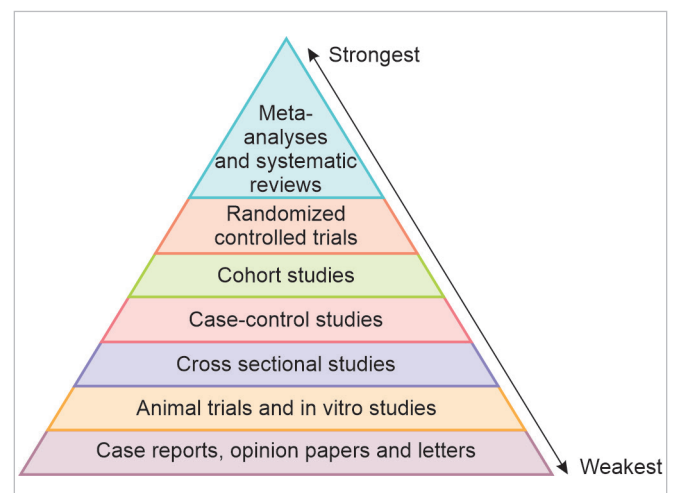 Strongest
Meta-
analyses
and systematic
reviews
Randomized
controlled trials
Cohort studies
Case-control studies
Cross sectional studies
Animal trials and in vitro studies
Case reports, opinion papers and letters
Weakest